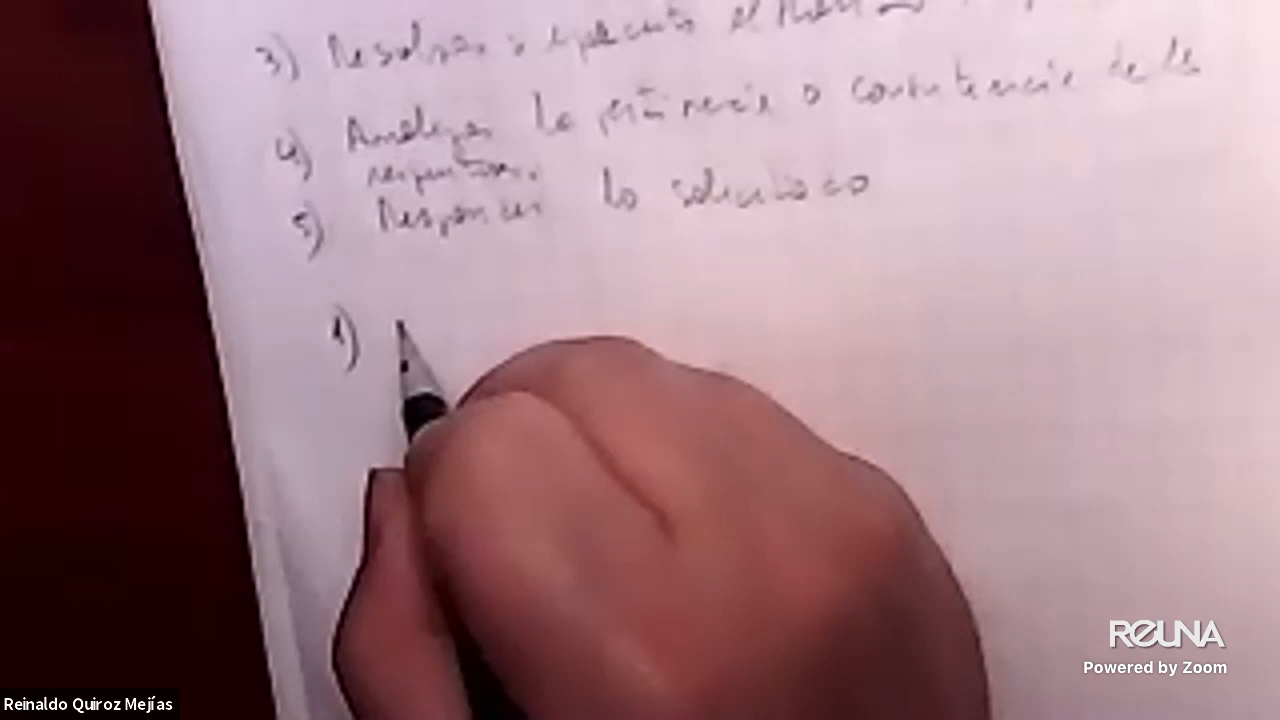 3) Resolver o ejecuto el
4) Analizar la pertinencia o consistencia de la
respuesta.
5) Responder lo solicitado
1)
REUNA
Powered by Zoom
Reinaldo Quiroz Mejías